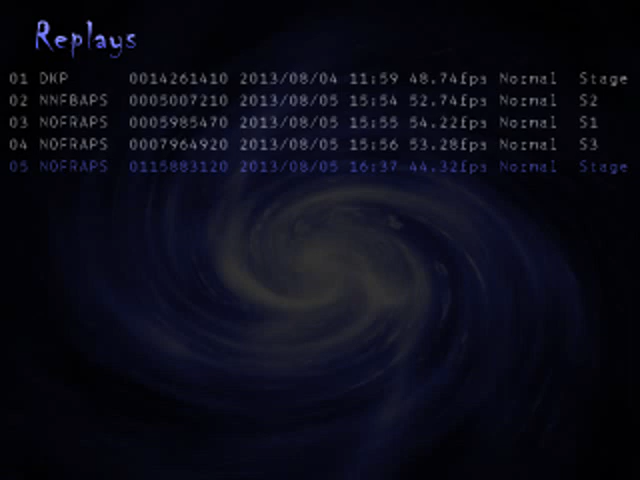 Replays
01 DKP 0014261410 2013/08/04 11:59 48.74fps Normal Stage
02 NNFBAPS 0005007210 2013/08/05 15:54 52.74fps Normal S2
03 NOFRAPS 0005985470 2013/08/05 15:55 54.22fps Normal S1
04 NOFRAPS 0007964920 2013/08/05 15:56 53.28fps Normal S3
05 NOFRAPS 0115883120 2013/08/05 16:37 44.32fps Normal Stage